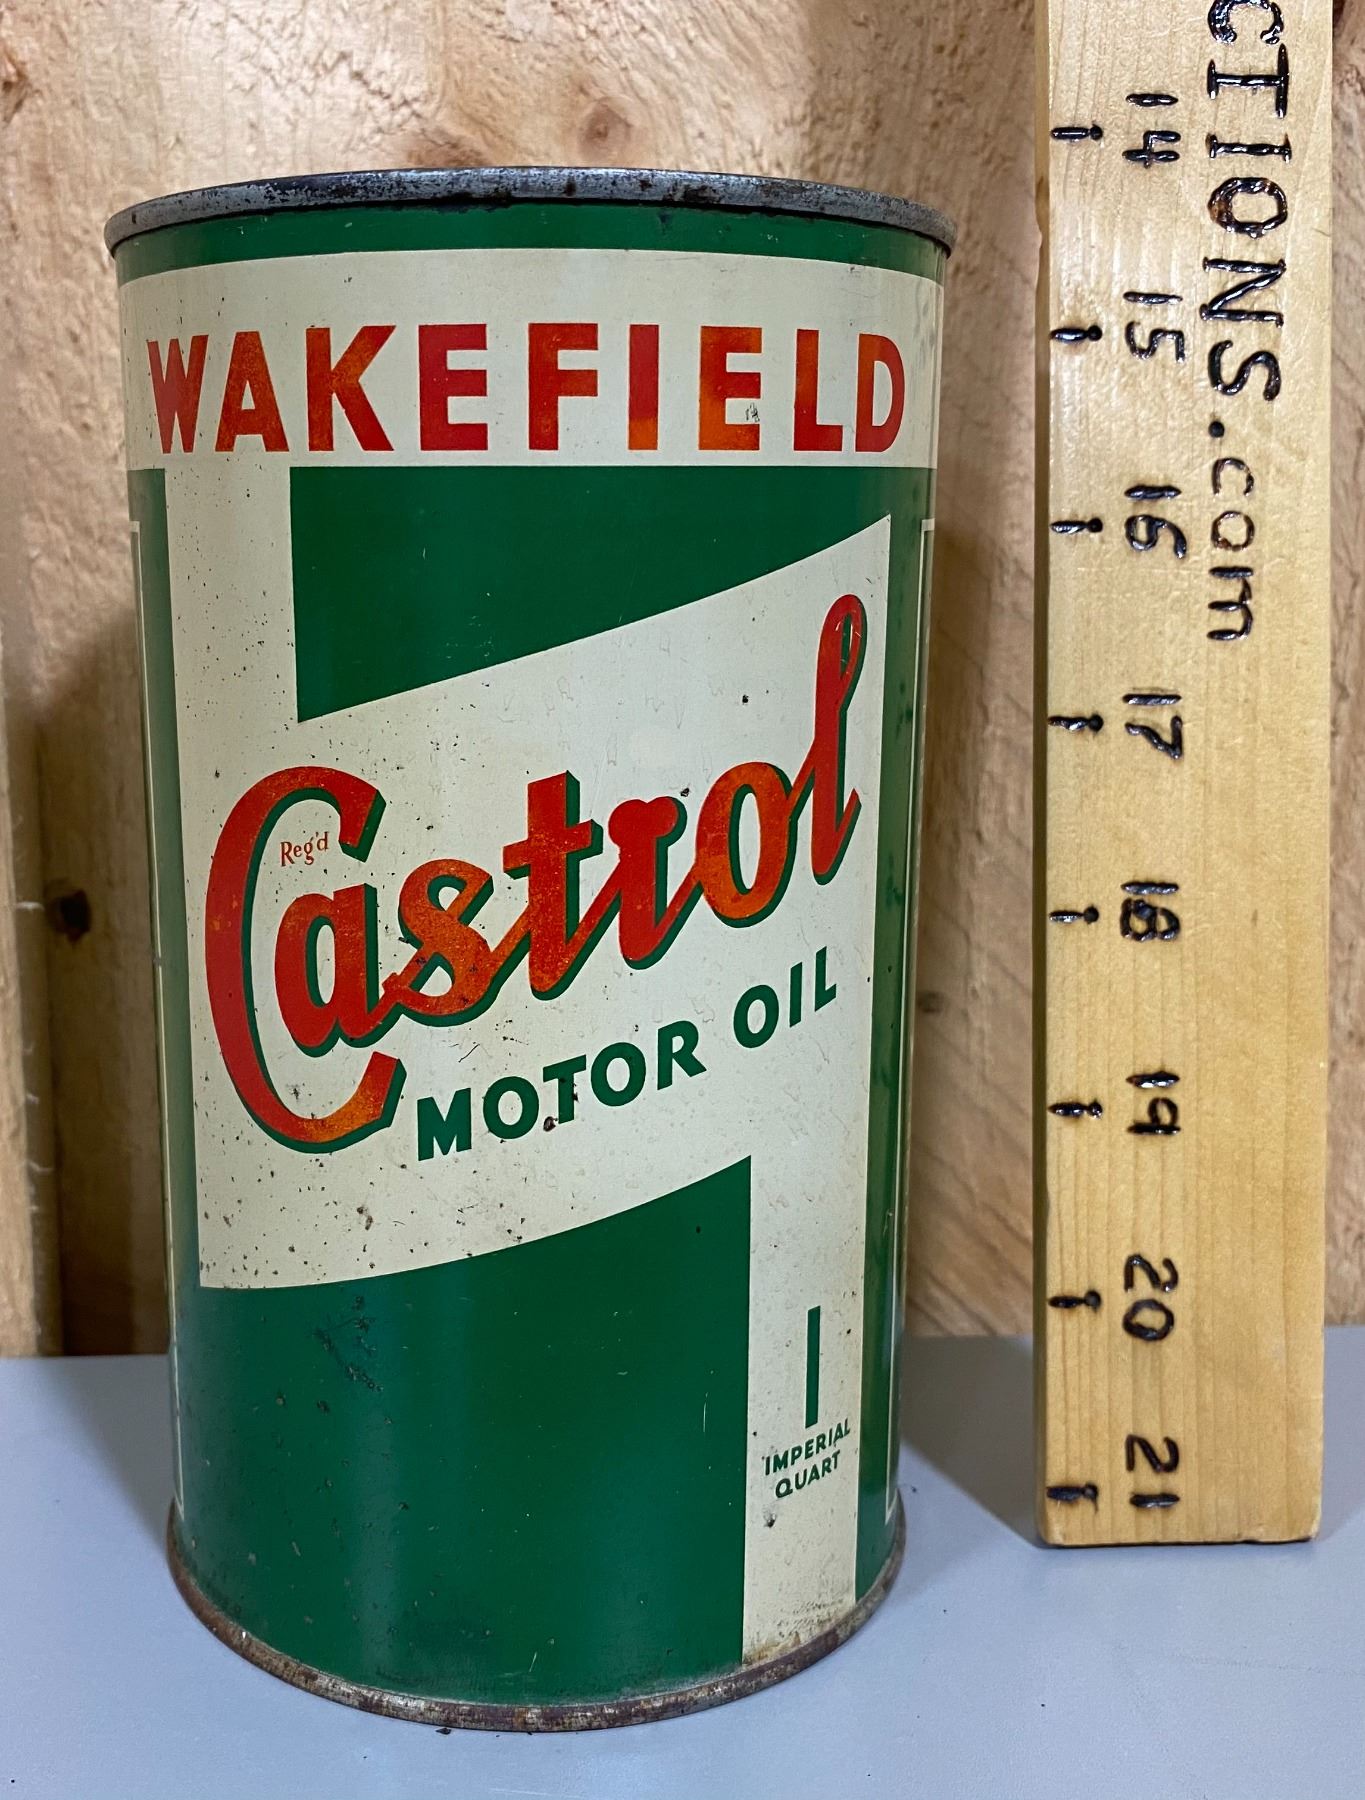 WAKEFIELD
Reg'd
Castrol
MOTOR OIL
1
IMPERIAL
QUART
CTIONS.com
14
15
16
17
18
19
20
21